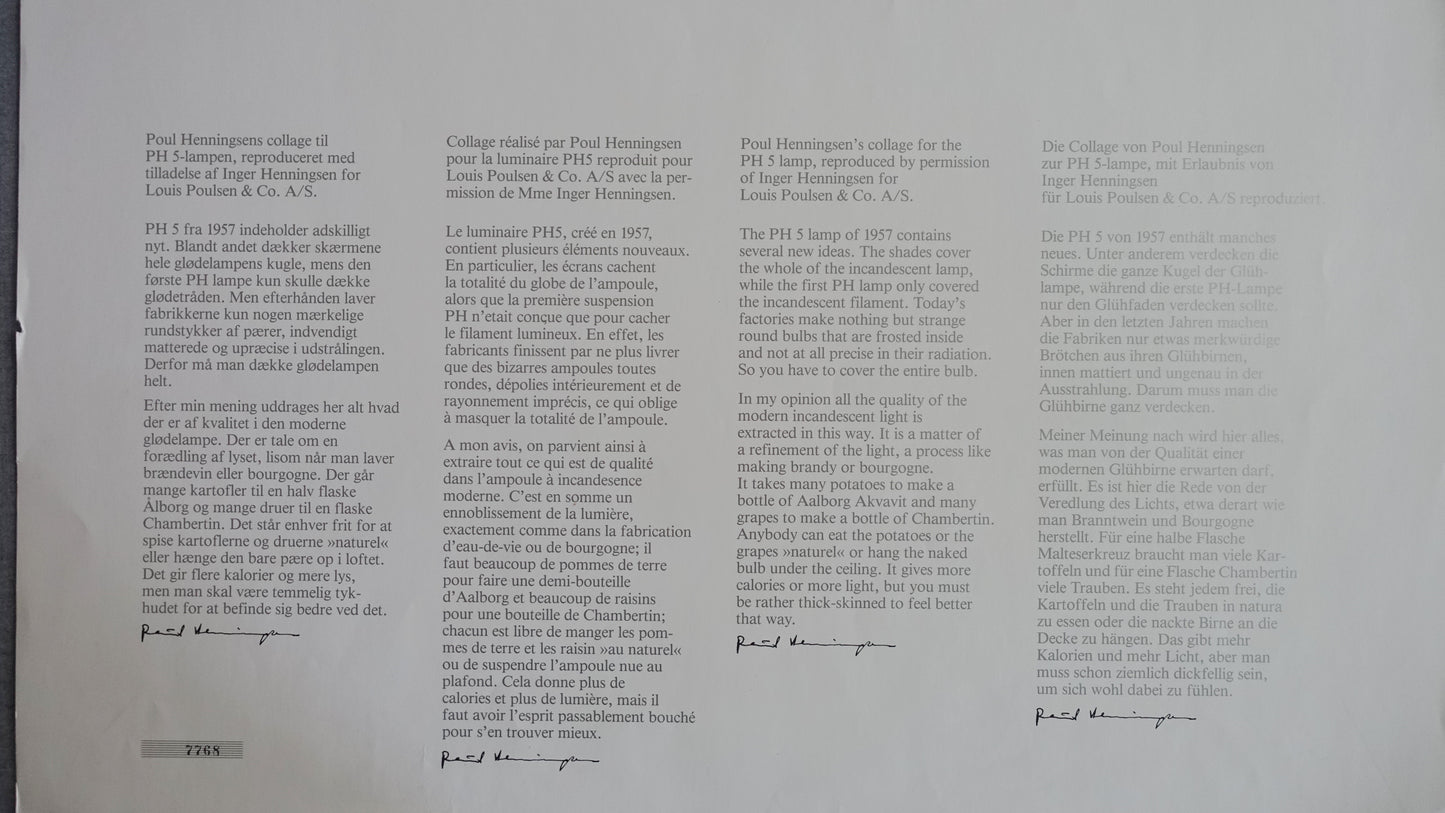 Poul Henningsens collage til
PH 5-lampen, reproduceret med
tilladelse af Inger Henningsen for
Louis Poulsen & Co. A/S.
PH 5 fra 1957 indeholder adskilligt
nyt. Blandt andet dækker skærmene
hele glødelampens kugle, mens den
første PH lampe kun skulle dække
glødetråden. Men efterhånden laver
fabrikkerne kun nogen mærkelige
rundstykker af pærer, indvendigt
matterede og upræcise i udstrålingen.
Derfor må man dække glødelampen
helt.
Efter min mening uddrages her alt hvad
der er af kvalitet i den moderne
glødelampe. Der er tale om en
forædling af lyset, lisom når man laver
brændevin eller bourgogne. Der går
mange kartofler til en halv flaske
Ålborg og mange druer til en flaske
Chambertin. Det står enhver frit for at
spise kartoflerne og druerne »naturel«
eller hænge den bare pære op i loftet.
Det gir flere kalorier og mere lys,
men man skal være temmelig tyk-
hudet for at befinde sig bedre ved det.
Poul Henningsen
7768
Collage réalisé par Poul Henningsen
pour la luminaire PH5 reproduit pour
Louis Poulsen & Co. A/S avec la per-
mission de Mme Inger Henningsen.
Le luminaire PH5, créé en 1957,
contient plusieurs éléments nouveaux.
En particulier, les écrans cachent
la totalité du globe de l'ampoule,
alors que la première suspension
PH n'etait conçue que pour cacher
le filament lumineux. En effet, les
fabricants finissent par ne plus livrer
que des bizarres ampoules toutes
rondes, dépolies intérieurement et de
rayonnement imprécis, ce qui oblige
à masquer la totalité de l'ampoule.
A mon avis, on parvient ainsi à
extraire tout ce qui est de qualité
dans l'ampoule à incandesence
moderne. C'est en somme un
ennoblissement de la lumière,
exactement comme dans la fabrication
d'eau-de-vie ou de bourgogne; il
faut beaucoup de pommes de terre
pour faire une demi-bouteille
d'Aalborg et beaucoup de raisins
pour une bouteille de Chambertin;
chacun est libre de manger les pom-
mes de terre et les raisin »au naturel«
ou de suspendre l'ampoule nue au
plafond. Cela donne plus de
calories et plus de lumière, mais il
faut avoir l'esprit passablement bouché
pour s'en trouver mieux.
Poul Henningsen
Poul Henningsen's collage for the
PH 5 lamp, reproduced by permission
of Inger Henningsen for
Louis Poulsen & Co. A/S.
The PH 5 lamp of 1957 contains
several new ideas. The shades cover
the whole of the incandescent lamp,
while the first PH lamp only covered
the incandescent filament. Today's
factories make nothing but strange
round bulbs that are frosted inside
and not at all precise in their radiation.
So you have to cover the entire bulb.
In my opinion all the quality of the
modern incandescent light is
extracted in this way. It is a matter of
a refinement of the light, a process like
making brandy or bourgogne.
It takes many potatoes to make a
bottle of Aalborg Akvavit and many
grapes to make a bottle of Chambertin.
Anybody can eat the potatoes or the
grapes »naturel« or hang the naked
bulb under the ceiling. It gives more
calories or more light, but you must
be rather thick-skinned to feel better
that way.
Poul Henningsen
Die Collage von Poul Henningsen
zur PH 5-lampe, mit Erlaubnis von
Inger Henningsen
für Louis Poulsen & Co. A/S reproduziert.
Die PH 5 von 1957 enthält manches
neues. Unter anderem verdecken die
Schirme die ganze Kugel der Glüh-
lampe, während die erste PH-Lampe
nur den Glühfaden verdecken sollte.
Aber in den letzten Jahren machen
die Fabriken nur etwas merkwürdige
Brötchen aus ihren Glühbirnen,
innen mattiert und ungenau in der
Ausstrahlung. Darum muss man die
Glühbirne ganz verdecken.
Meiner Meinung nach wird hier alles,
was man von der Qualität einer
modernen Glühbirne erwarten darf,
erfüllt. Es ist hier die Rede von der
Veredlung des Lichts, etwa derart wie
man Branntwein und Bourgogne
herstellt. Für eine halbe Flasche
Malteserkreuz braucht man viele Kar-
toffeln und für eine Flasche Chambertin
viele Trauben. Es steht jedem frei, die
Kartoffeln und die Trauben in natura
zu essen oder die nackte Birne an die
Decke zu hängen. Das gibt mehr
Kalorien und mehr Licht, aber man
muss schon ziemlich dickfellig sein,
um sich wohl dabei zu fühlen.
Poul Henningsen